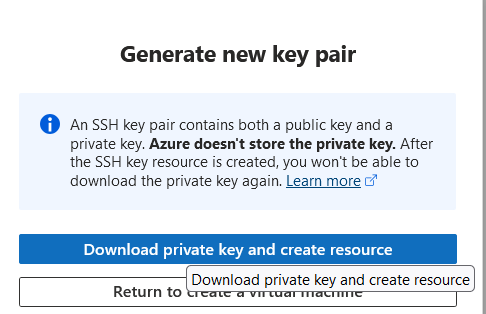 Generate new key pair
An SSH key pair contains both a public key and a
private key. Azure doesn't store the private key. After
the SSH key resource is created, you won't be able to
download the private key again. Learn more
Download private key and create resource
Download private key and create resource
Return to create a virtual machine